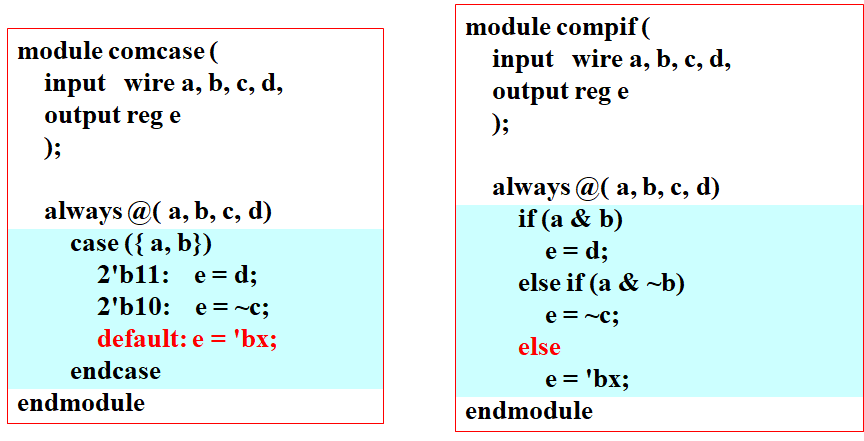 module comcase (
input wire a, b, c, d,
output reg e
);
always @( a, b, c, d)
case ({ a, b})
2'b11: e = d;
2'b10: e = ~c;
default: e = 'bx;
endcase
endmodule
module compif (
input wire a, b, c, d,
output reg e
);
always @( a, b, c, d)
if (a & b)
e = d;
else if (a & ~b)
e = ~c;
else
e = 'bx;
endmodule